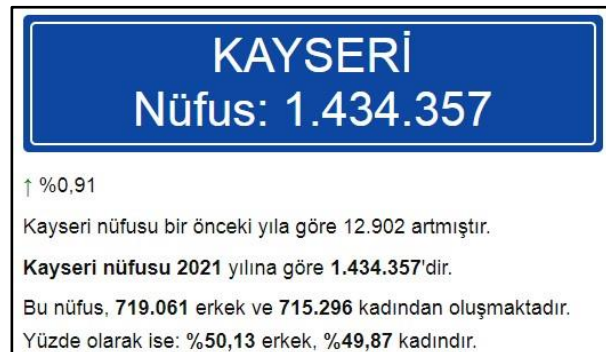 KAYSERİ
Nüfus: 1.434.357
↑ %0,91
Kayseri nüfusu bir önceki yıla göre 12.902 artmıştır.
Kayseri nüfusu 2021 yılına göre 1.434.357'dir.
Bu nüfus, 719.061 erkek ve 715.296 kadından oluşmaktadır.
Yüzde olarak ise: %50,13 erkek, %49,87 kadındır.